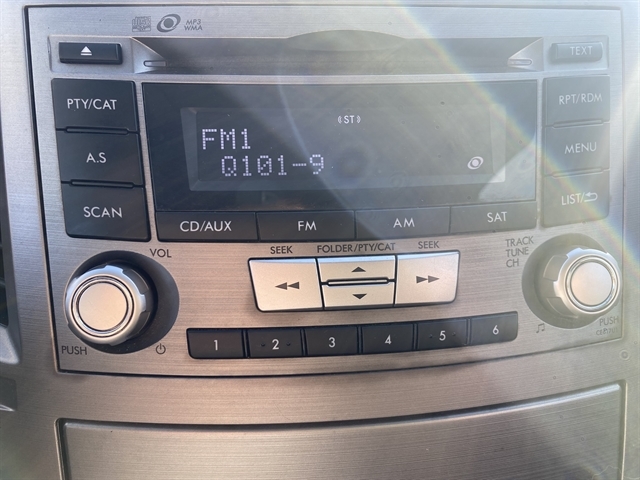 MP3
WMA
TEXT
PTY/CAT
A.S
SCAN
(ST)
FM1
Q101-9
RPT/RDM
MENU
LIST/
CD/AUX
FM
AM
SAT
VOL
SEEK
FOLDER/PTY/CAT
SEEK
TRACK
TUNE
CH
PUSH
1
2
3
4
5
6
PUSH